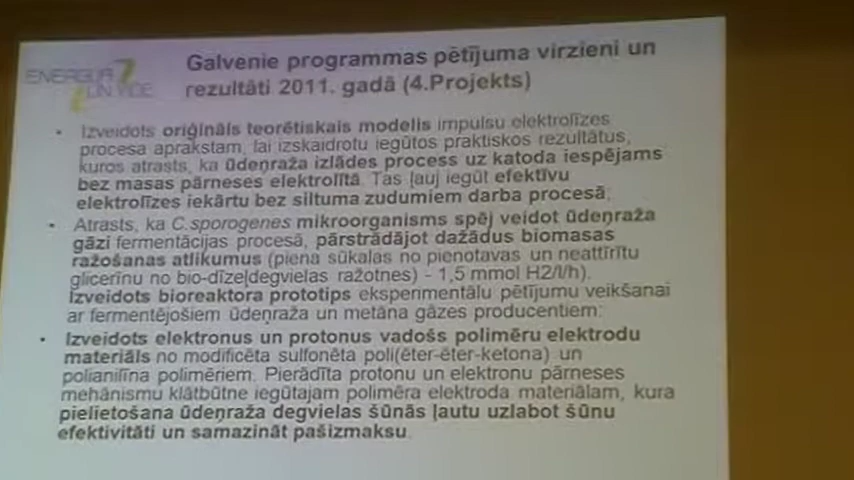 ENERĢIJA
UN VIDE
Galvenie programmas pētījuma virzieni un
rezultāti 2011. gadā (4.Projekts)
• Izveidots oriģināls teorētiskais modelis impulsu elektrolīzes
procesa aprakstam, lai izskaidrotu iegūtos praktiskos rezultātus,
kuros atrasts, ka ūdeņraža izlādes process uz katoda iespējams
bez masas pārneses elektrolītā. Tas ļauj iegūt efektīvu
elektrolīzes iekārtu bez siltuma zudumiem darba procesā;
• Atrasts, ka C.sporogenes mikroorganisms spēj veidot ūdeņraža
gāzi fermentācijas procesā, pārstrādājot dažādus biomasas
ražošanas atlikumus (piena sūkalas no pienotavas un neattīrītu
glicerīnu no bio-dīzeļdegvielas ražotnes) - 1,5 mmol H2/l/h).
Izveidots bioreaktora prototips eksperimentālu pētījumu veikšanai
ar fermentējošiem ūdeņraža un metāna gāzes producentiem:
• Izveidots elektronus un protonus vadošs polimēru elektrodu
materiāls no modificēta sulfonēta poli(ēter-ēter-ketona) un
polianilīna polimēriem. Pierādīta protonu un elektronu pārneses
mehānismu klātbūtne iegūtajam polimēra elektroda materiālam, kura
pielietošana ūdeņraža degvielas šūnās ļautu uzlabot šūnu
efektivitāti un samazināt pašizmaksu.